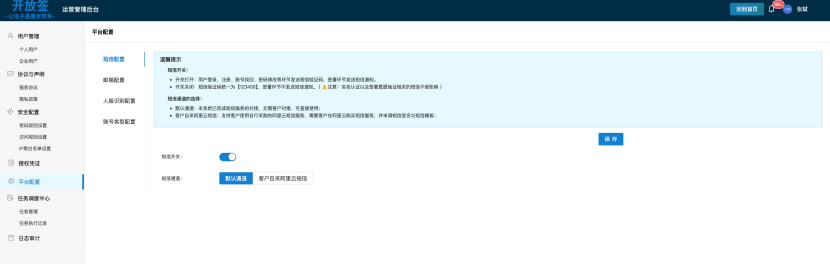 开放签
-让电子签更简单-
运营管理后台
回到首页
99+
张斌
用户管理
个人用户
企业用户
协议与声明
服务协议
隐私政策
安全配置
密码规则设置
访问规则设置
IP黑白名单设置
授权凭证
平台配置
任务调度中心
任务管理
任务执行记录
日志审计
平台配置
短信配置
邮箱配置
人脸识别配置
账号类型配置
温馨提示
短信开关：
开关打开：用户登录、注册、账号找回、密码修改等环节发送短信验证码，签署环节发送短信通知。
开关关闭：短信验证码统一为【123456】，签署环节不发送短信通知。（⚠注意：实名认证以及签署意愿验证相关的短信不受影响）
短信通道的选择：
默认通道：本系统已完成短信服务的对接，无需客户对接，可直接使用；
客户自采阿里云短信：支持客户使用自行采购的阿里云短信服务，需要客户在阿里云购买短信服务，并申请短信签名与短信模板；
保 存
短信开关：
短信通道：
默认通道
客户自采阿里云短信